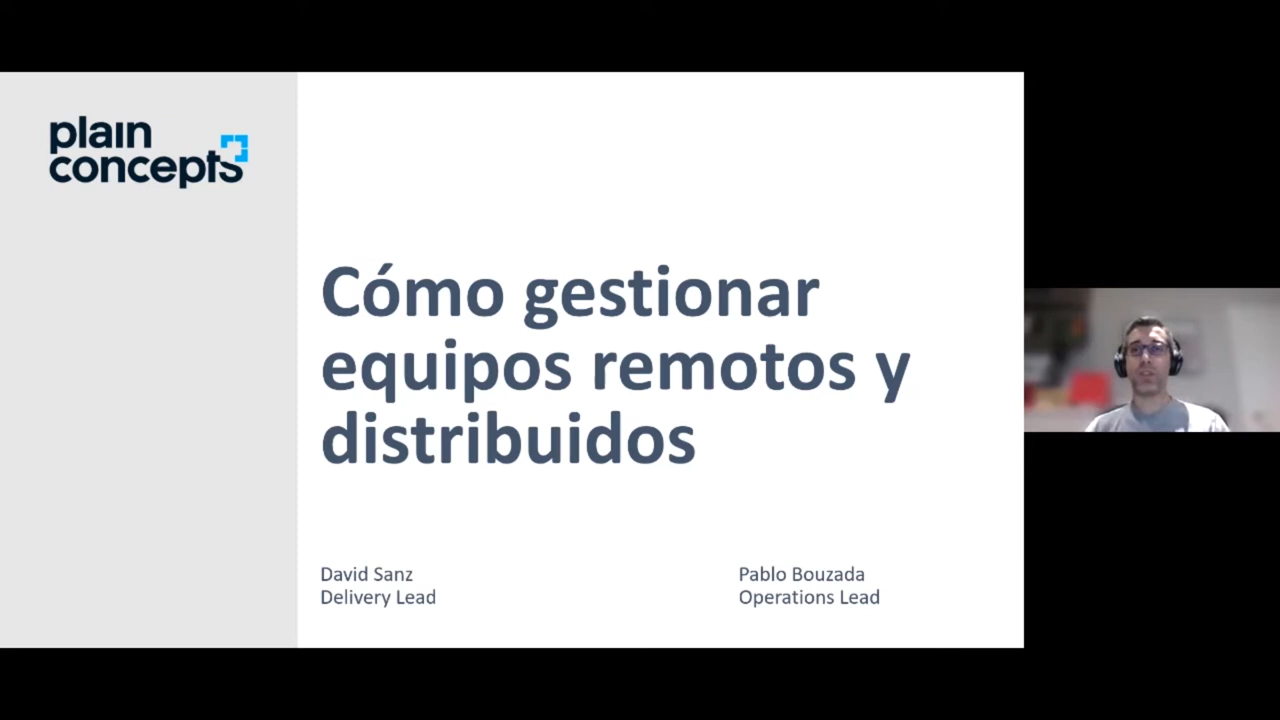 plain
concepts
Cómo gestionar
equipos remotos y
distribuidos
David Sanz
Delivery Lead
Pablo Bouzada
Operations Lead